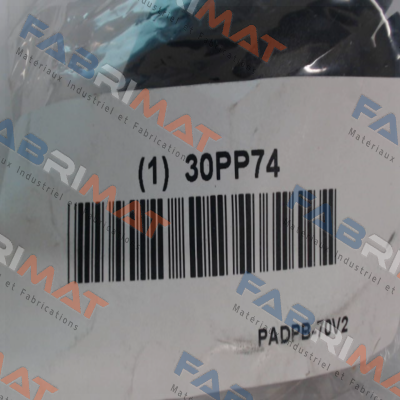 (1) 30PP74
PADPB-70V2
FABRIMAT
Matériaux Industriel et Fabrications